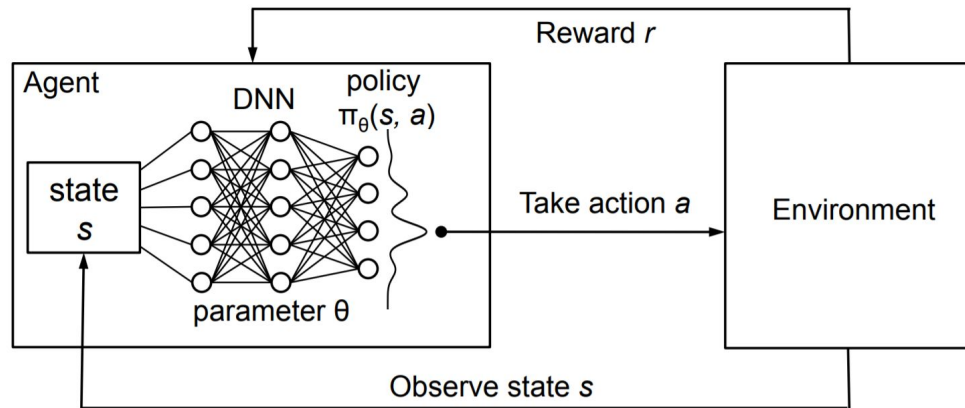 Reward r
Agent
policy
DNN
πθ(s, a)
state
s
Take action a
Environment
parameter θ
Observe state s